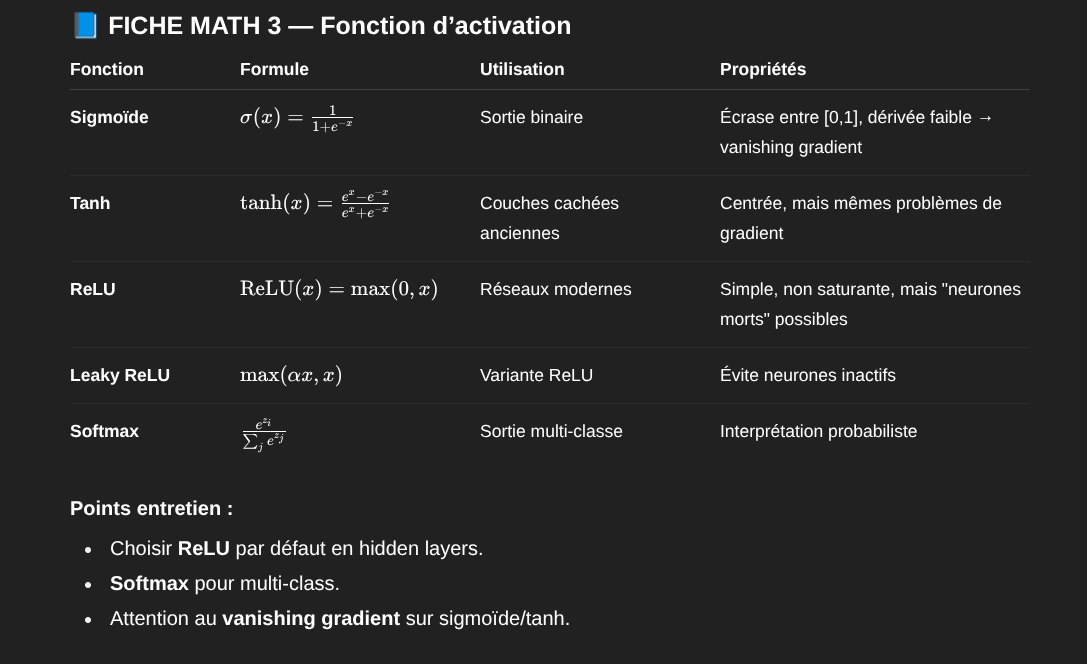 📘 FICHE MATH 3 — Fonction d’activation
Fonction Formule Utilisation Propriétés
Sigmoïde σ(x) = 1/(1+e^{−x}) Sortie binaire Écrase entre [0,1], dérivée faible →
vanishing gradient
Tanh tanh(x) = (e^x−e^{−x})/(e^x+e^{−x}) Couches cachées Centrée, mais mêmes problèmes de
anciennes gradient
ReLU ReLU(x) = max(0, x) Réseaux modernes Simple, non saturante, mais "neurones
morts" possibles
Leaky ReLU max(αx, x) Variante ReLU Évite neurones inactifs
Softmax e^{z_i}/∑_j e^{z_j} Sortie multi-classe Interprétation probabiliste
Points entretien :
• Choisir ReLU par défaut en hidden layers.
• Softmax pour multi-class.
• Attention au vanishing gradient sur sigmoïde/tanh.